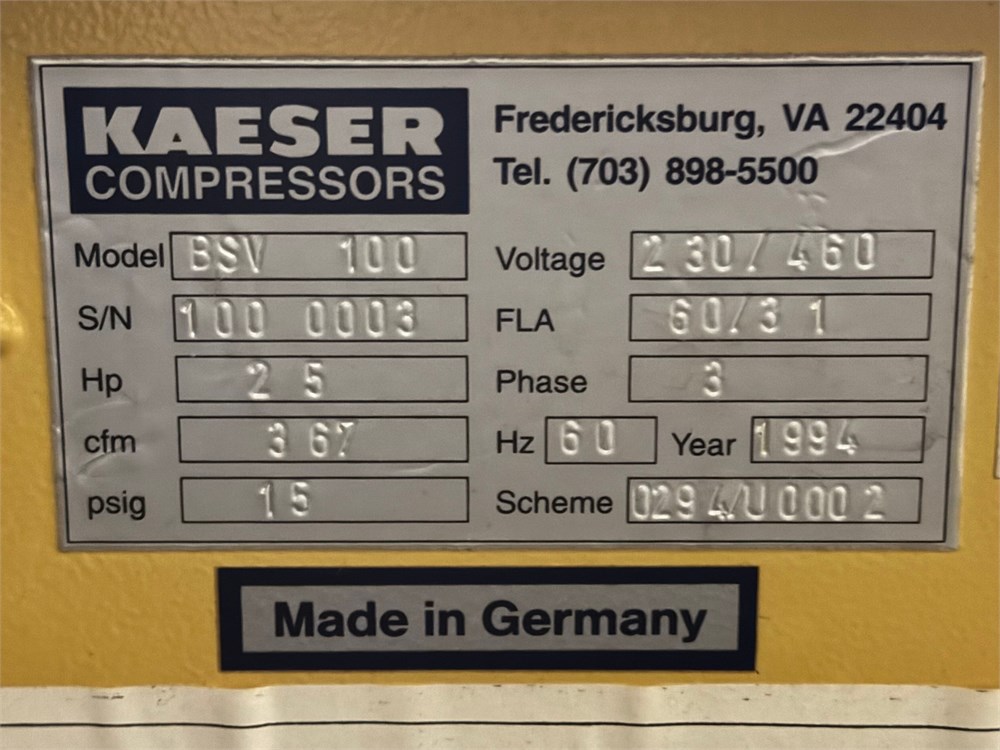 KAESER
COMPRESSORS
Fredericksburg, VA 22404
Tel. (703) 898-5500
Model BSV 100
S/N 100 0003
Hp 25
cfm 367
psig 15
Voltage 230/460
FLA 60/31
Phase 3
Hz 60 Year 1994
Scheme 0294/U0002
Made in Germany